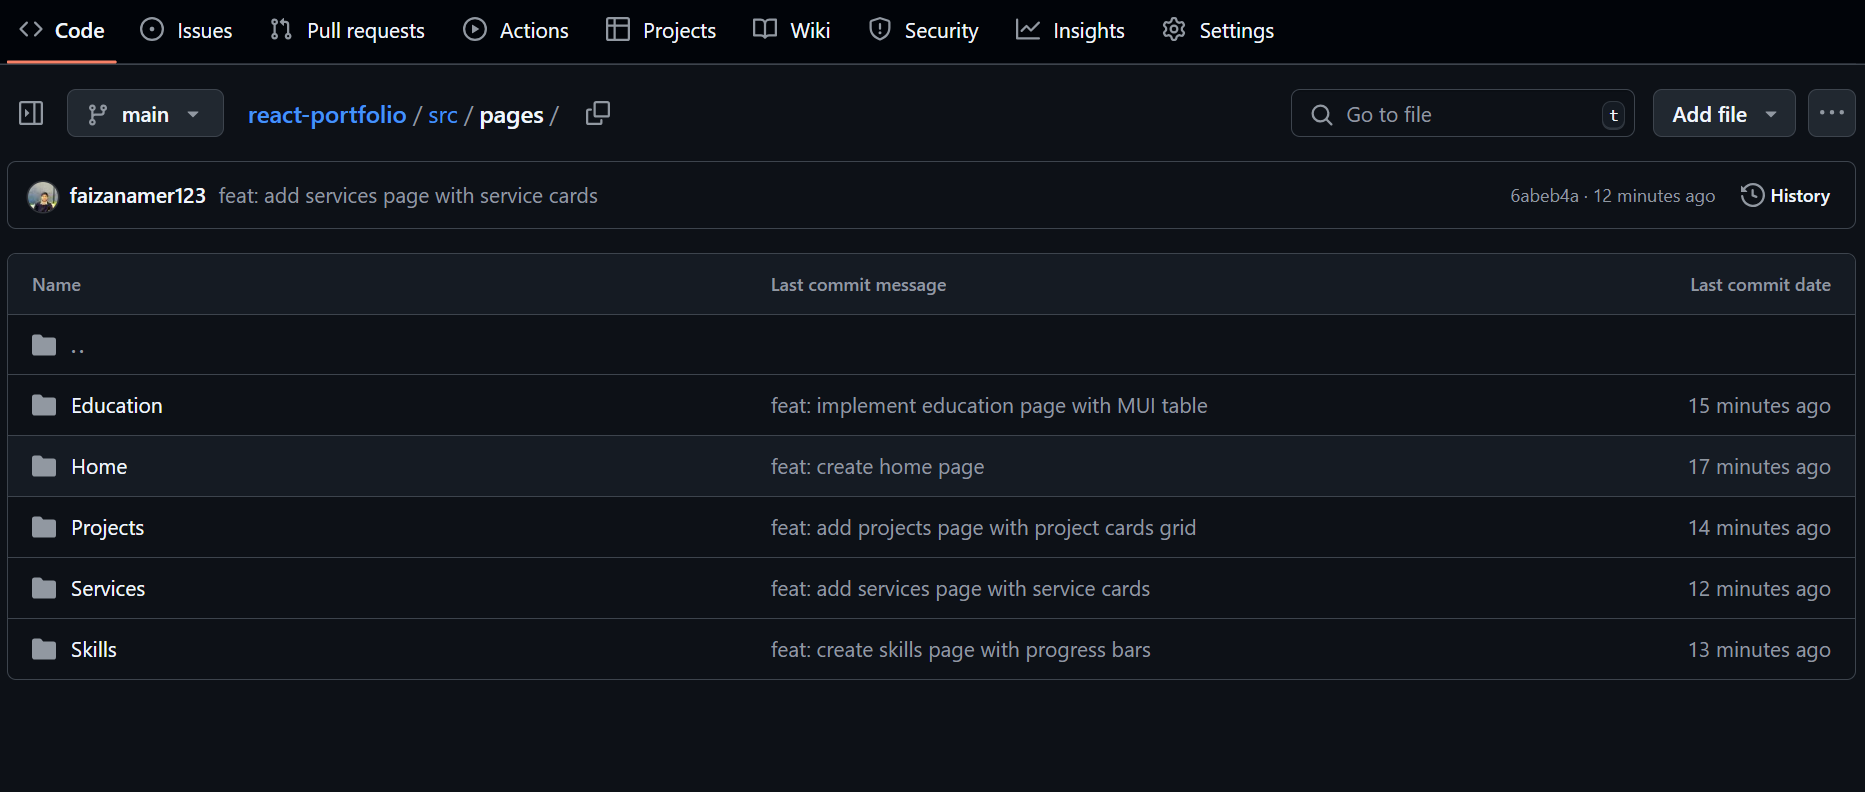 Code Issues Pull requests Actions Projects Wiki Security Insights Settings
main react-portfolio / src / pages / Go to file t Add file ...
faizanamer123 feat: add services page with service cards 6abeb4a · 12 minutes ago History
Name Last commit message Last commit date
..
Education feat: implement education page with MUI table 15 minutes ago
Home feat: create home page 17 minutes ago
Projects feat: add projects page with project cards grid 14 minutes ago
Services feat: add services page with service cards 12 minutes ago
Skills feat: create skills page with progress bars 13 minutes ago